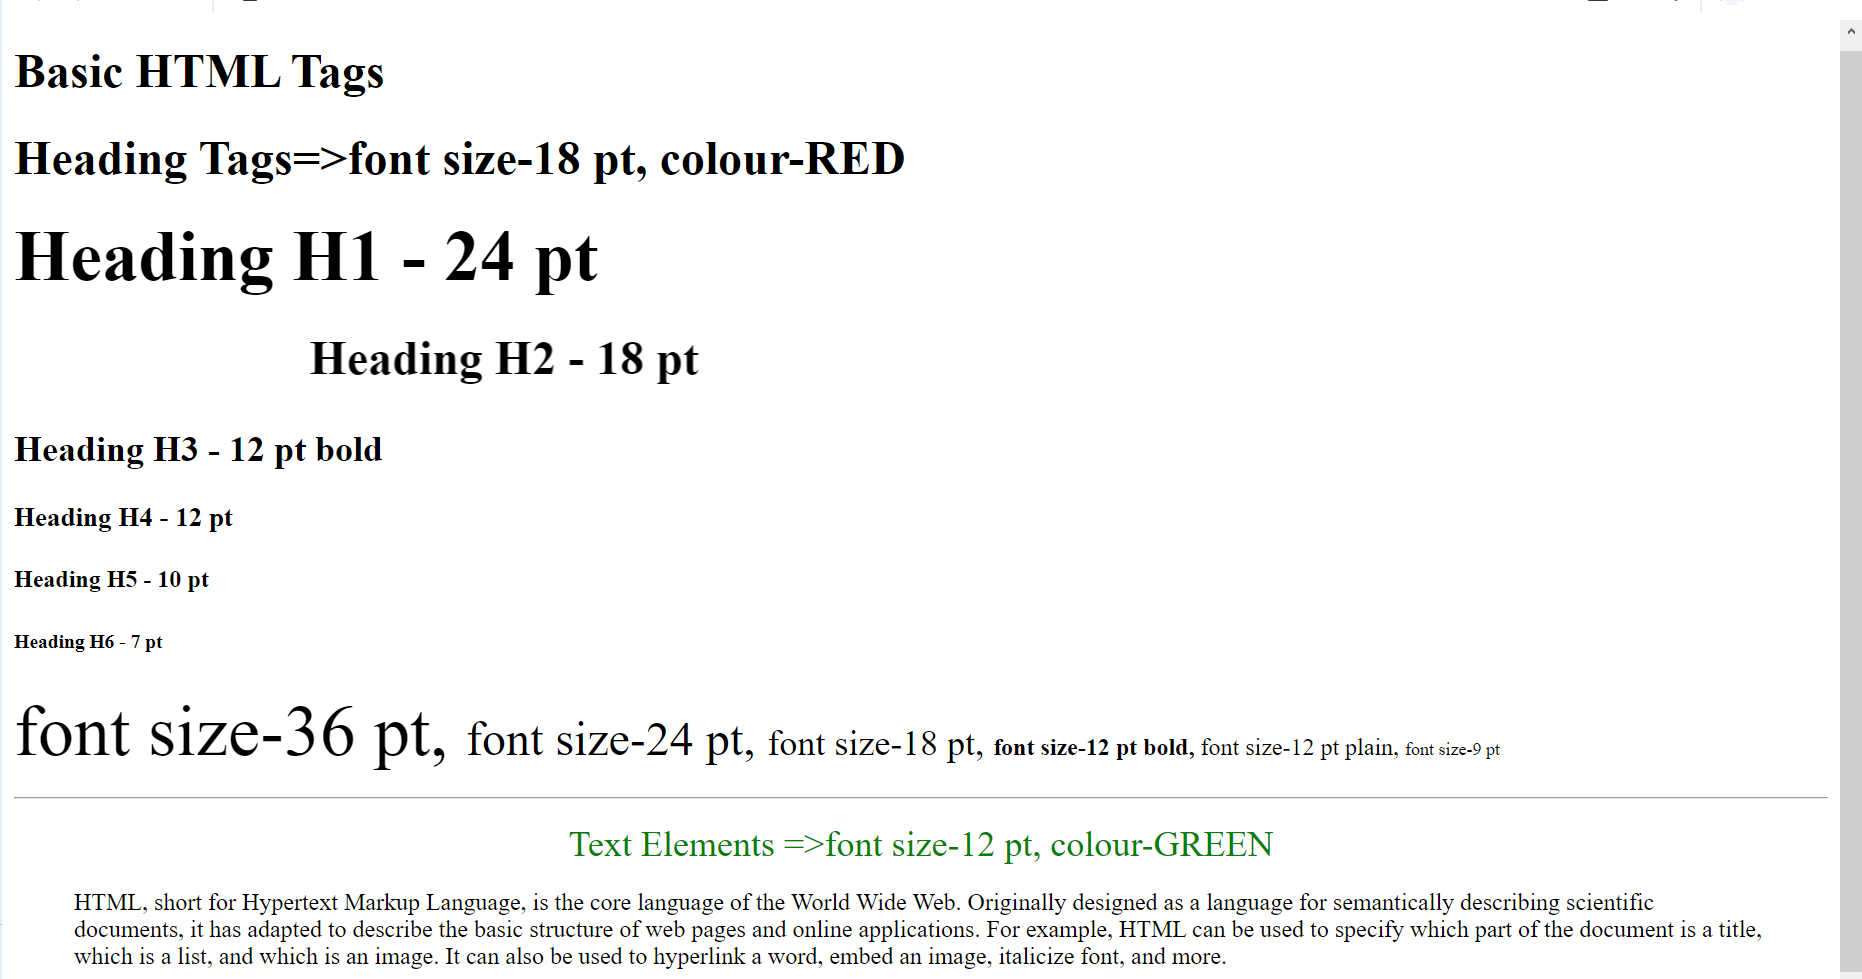 Basic HTML Tags
Heading Tags=>font size-18 pt, colour-RED
Heading H1 - 24 pt
Heading H2 - 18 pt
Heading H3 - 12 pt bold
Heading H4 - 12 pt
Heading H5 - 10 pt
Heading H6 - 7 pt
font size-36 pt, font size-24 pt, font size-18 pt, font size-12 pt bold, font size-12 pt plain, font size-9 pt
Text Elements =>font size-12 pt, colour-GREEN
HTML, short for Hypertext Markup Language, is the core language of the World Wide Web. Originally designed as a language for semantically describing scientific
documents, it has adapted to describe the basic structure of web pages and online applications. For example, HTML can be used to specify which part of the document is a title,
which is a list, and which is an image. It can also be used to hyperlink a word, embed an image, italicize font, and more.